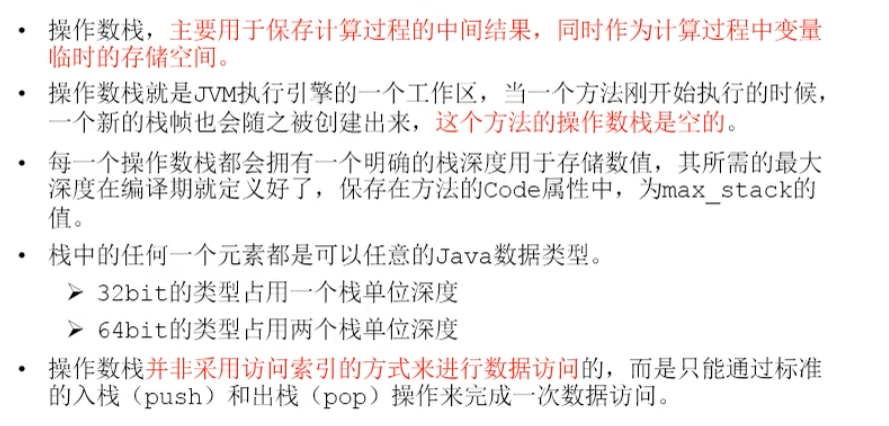 • 操作数栈，主要用于保存计算过程的中间结果，同时作为计算过程中变量
临时的存储空间。
• 操作数栈就是JVM执行引擎的一个工作区，当一个方法刚开始执行的时候，
一个新的栈帧也会随之被创建出来，这个方法的操作数栈是空的。
• 每一个操作数栈都会拥有一个明确的栈深度用于存储数值，其所需的最大
深度在编译期就定义好了，保存在方法的Code属性中，为max_stack的
值。
• 栈中的任何一个元素都是可以任意的Java数据类型。
➢ 32bit的类型占用一个栈单位深度
➢ 64bit的类型占用两个栈单位深度
• 操作数栈并非采用访问索引的方式来进行数据访问的，而是只能通过标准
的入栈（push）和出栈（pop）操作来完成一次数据访问。